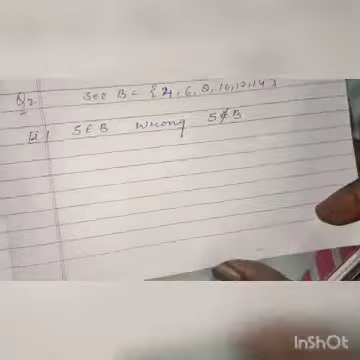 Q2 Set B = {4, 6, 8, 10, 12, 14}
[i] 5 ∈ B wrong 5 ∉ B
InShOt